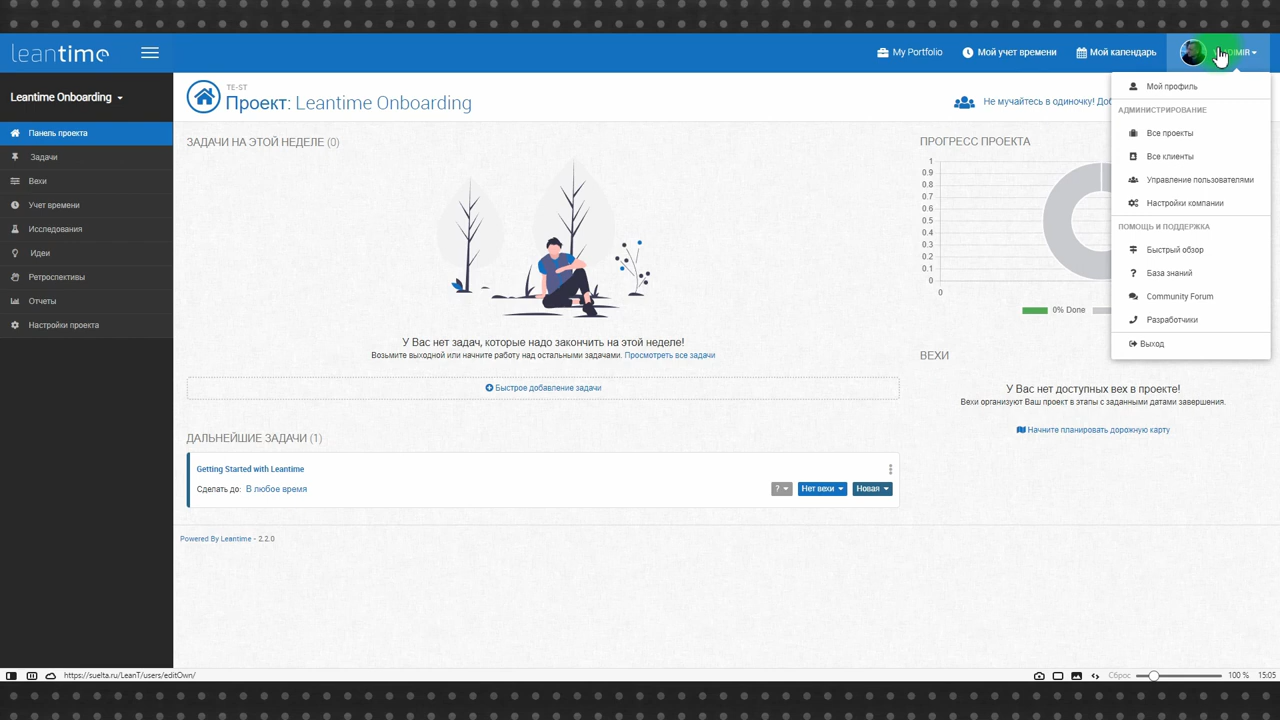 leantime
My Portfolio
Мой учет времени
Мой календарь
Leantime Onboarding
Панель проекта
Задачи
Вехи
Учет времени
Исследования
Идеи
Ретроспективы
Отчеты
Настройки проекта
TE-ST
Проект: Leantime Onboarding
Не мучайтесь в одиночку!
Мой профиль
АДМИНИСТРИРОВАНИЕ
Все проекты
Все клиенты
Управление пользователями
Настройки компании
ПОМОЩЬ И ПОДДЕРЖКА
Быстрый обзор
База знаний
Community Forum
Разработчики
Выход
ЗАДАЧИ НА ЭТОЙ НЕДЕЛЕ (0)
У Вас нет задач, которые надо закончить на этой неделе!
Возьмите выходной или начните работу над остальными задачами. Просмотреть все задачи
Быстрое добавление задачи
ДАЛЬНЕЙШИЕ ЗАДАЧИ (1)
Getting Started with Leantime
Сделать до: В любое время
?
Нет вехи
Новая
ПРОГРЕСС ПРОЕКТА
1
0.9
0.8
0.7
0.6
0.5
0.4
0.3
0.2
0.1
0
0
0% Done
ВЕХИ
У Вас нет доступных вех в проекте!
Вехи организуют Ваш проект в этапы с заданными датами завершения.
Начните планировать дорожную карту
Powered By Leantime - 2.2.0
https://suelta.ru/LeanT/users/editOwn/
Сброс
100 %
15:05